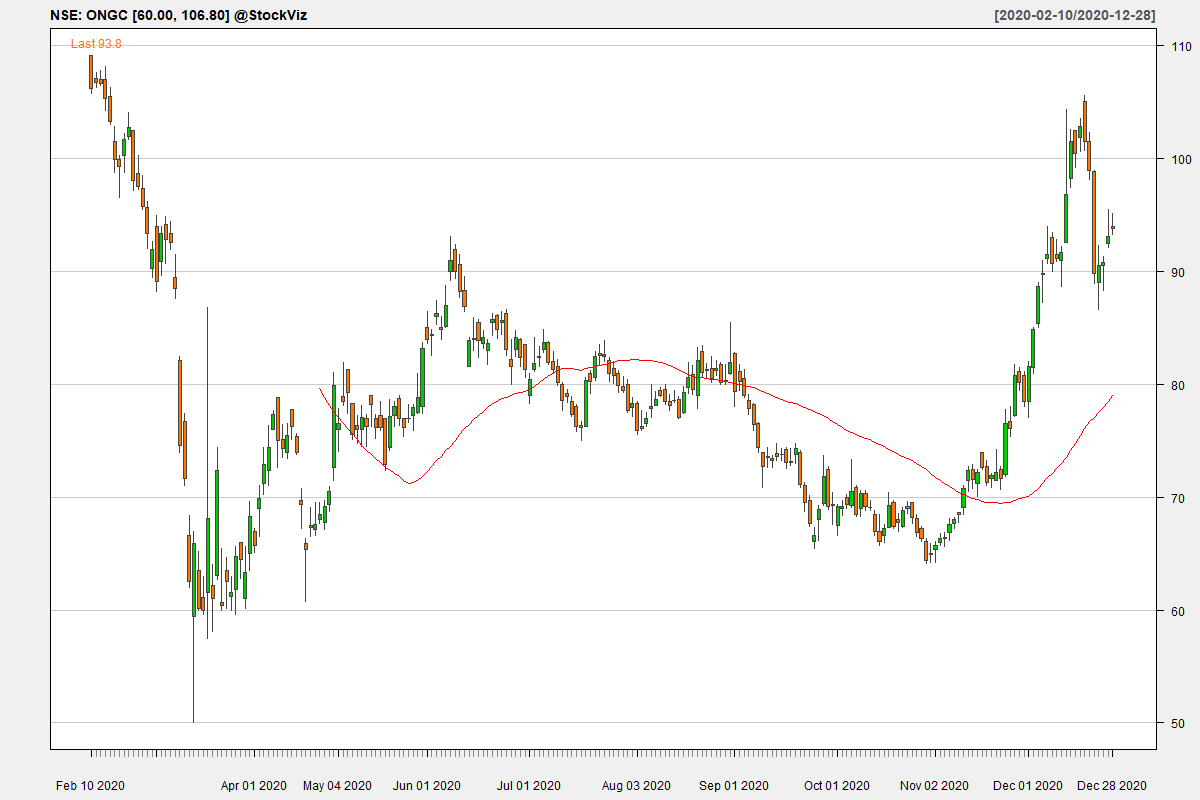 NSE: ONGC [60.00, 106.80] @StockViz [2020-02-10/2020-12-28]
Last 93.8
110
100
90
80
70
60
50
Feb 10 2020 Apr 01 2020 May 04 2020 Jun 01 2020 Jul 01 2020 Aug 03 2020 Sep 01 2020 Oct 01 2020 Nov 02 2020 Dec 01 2020 Dec 28 2020